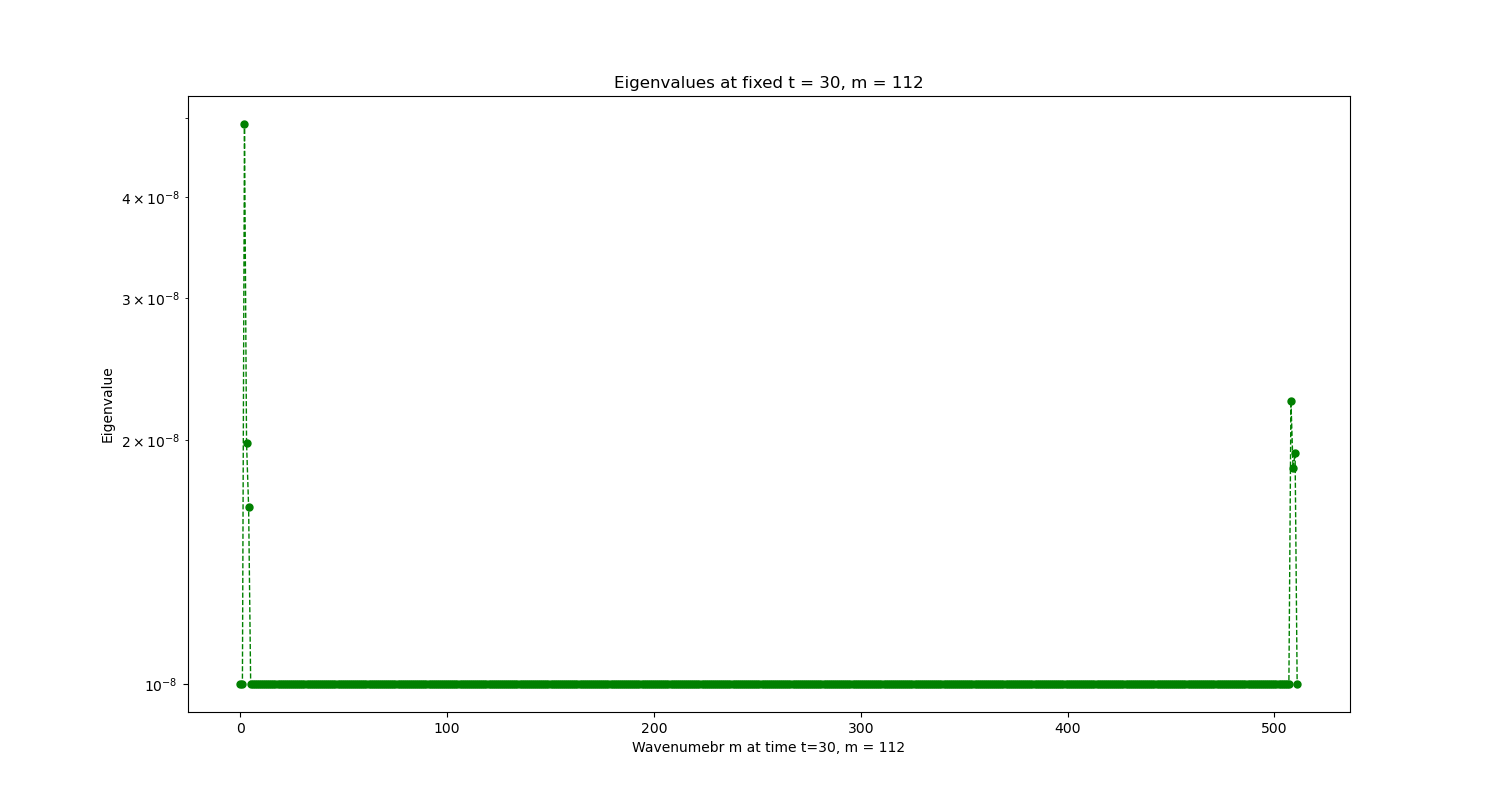 Eigenvalues at fixed t = 30, m = 112
4 × 10⁻⁸
3 × 10⁻⁸
Eigenvalue
2 × 10⁻⁸
10⁻⁸
0 100 200 300 400 500
Wavenumebr m at time t=30, m = 112